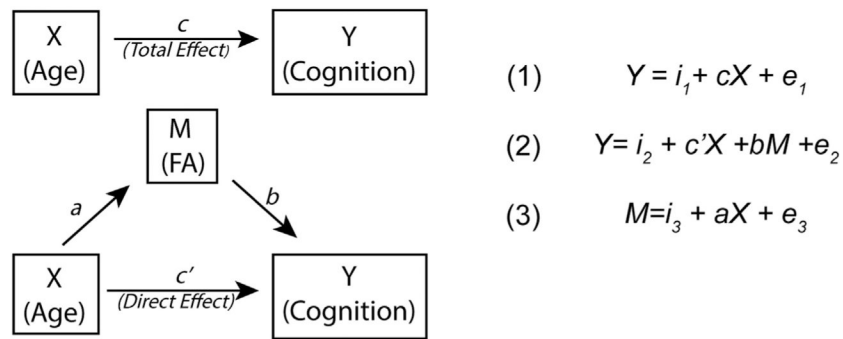 X
(Age)
c
(Total Effect)
Y
(Cognition)
M
(FA)
a
b
X
(Age)
c'
(Direct Effect)
Y
(Cognition)
(1) Y = i₁ + cX + e₁
(2) Y= i₂ + c'X +bM +e₂
(3) M=i₃ + aX + e₃